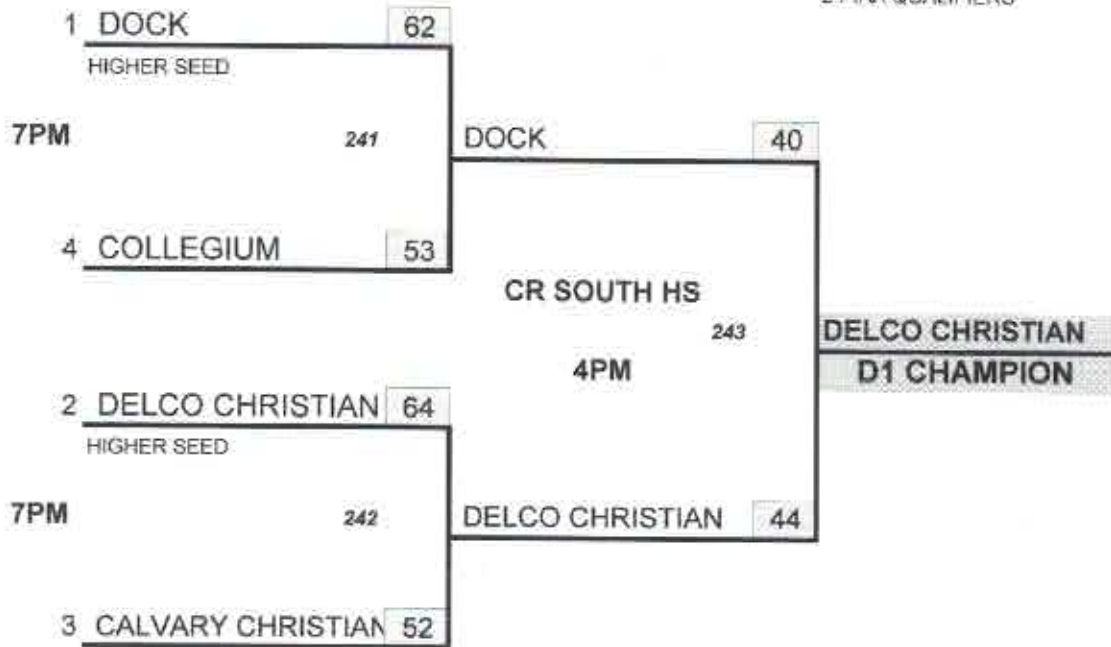 QUALIFIERS
1 DOCK 62
HIGHER SEED
7PM 241
DOCK 40
4 COLLEGIUM 53
CR SOUTH HS
243
DELCO CHRISTIAN
4PM
D1 CHAMPION
2 DELCO CHRISTIAN 64
HIGHER SEED
7PM 242
DELCO CHRISTIAN 44
3 CALVARY CHRISTIAN 52